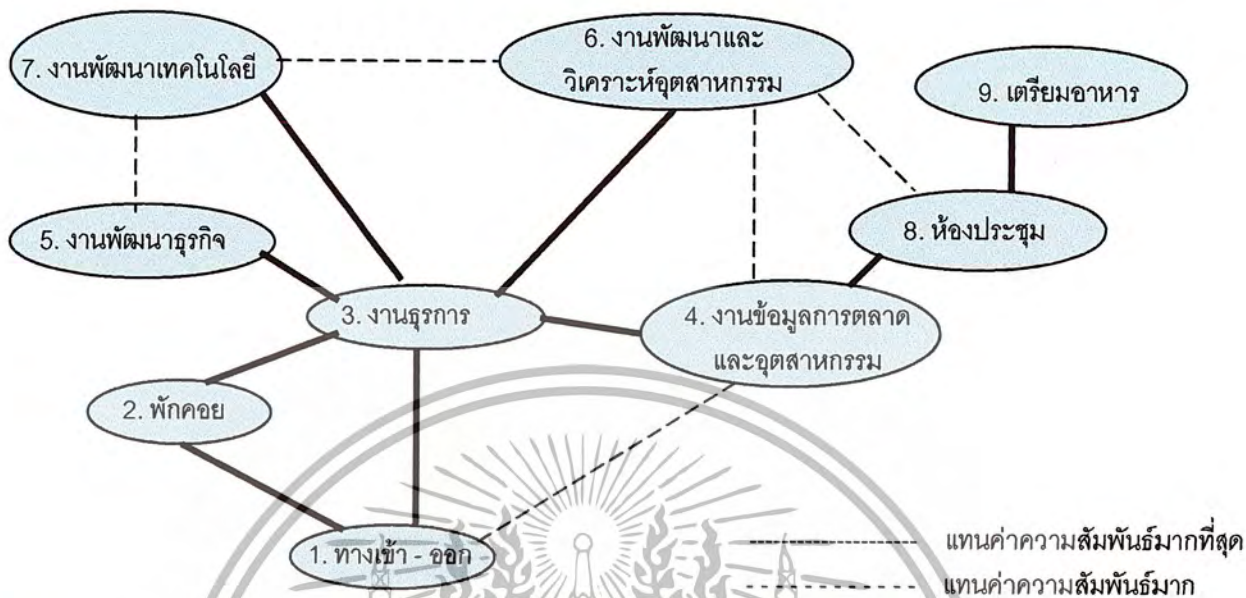 7. งานพัฒนาเทคโนโลยี
6. งานพัฒนาและ
วิเคราะห์อุตสาหกรรม
9. เตรียมอาหาร
5. งานพัฒนาธุรกิจ
8. ห้องประชุม
3. งานธุรการ
4. งานข้อมูลการตลาด
และอุตสาหกรรม
2. พักคอย
1. ทางเข้า - ออก
แทนค่าความสัมพันธ์มากที่สุด
แทนค่าความสัมพันธ์มาก